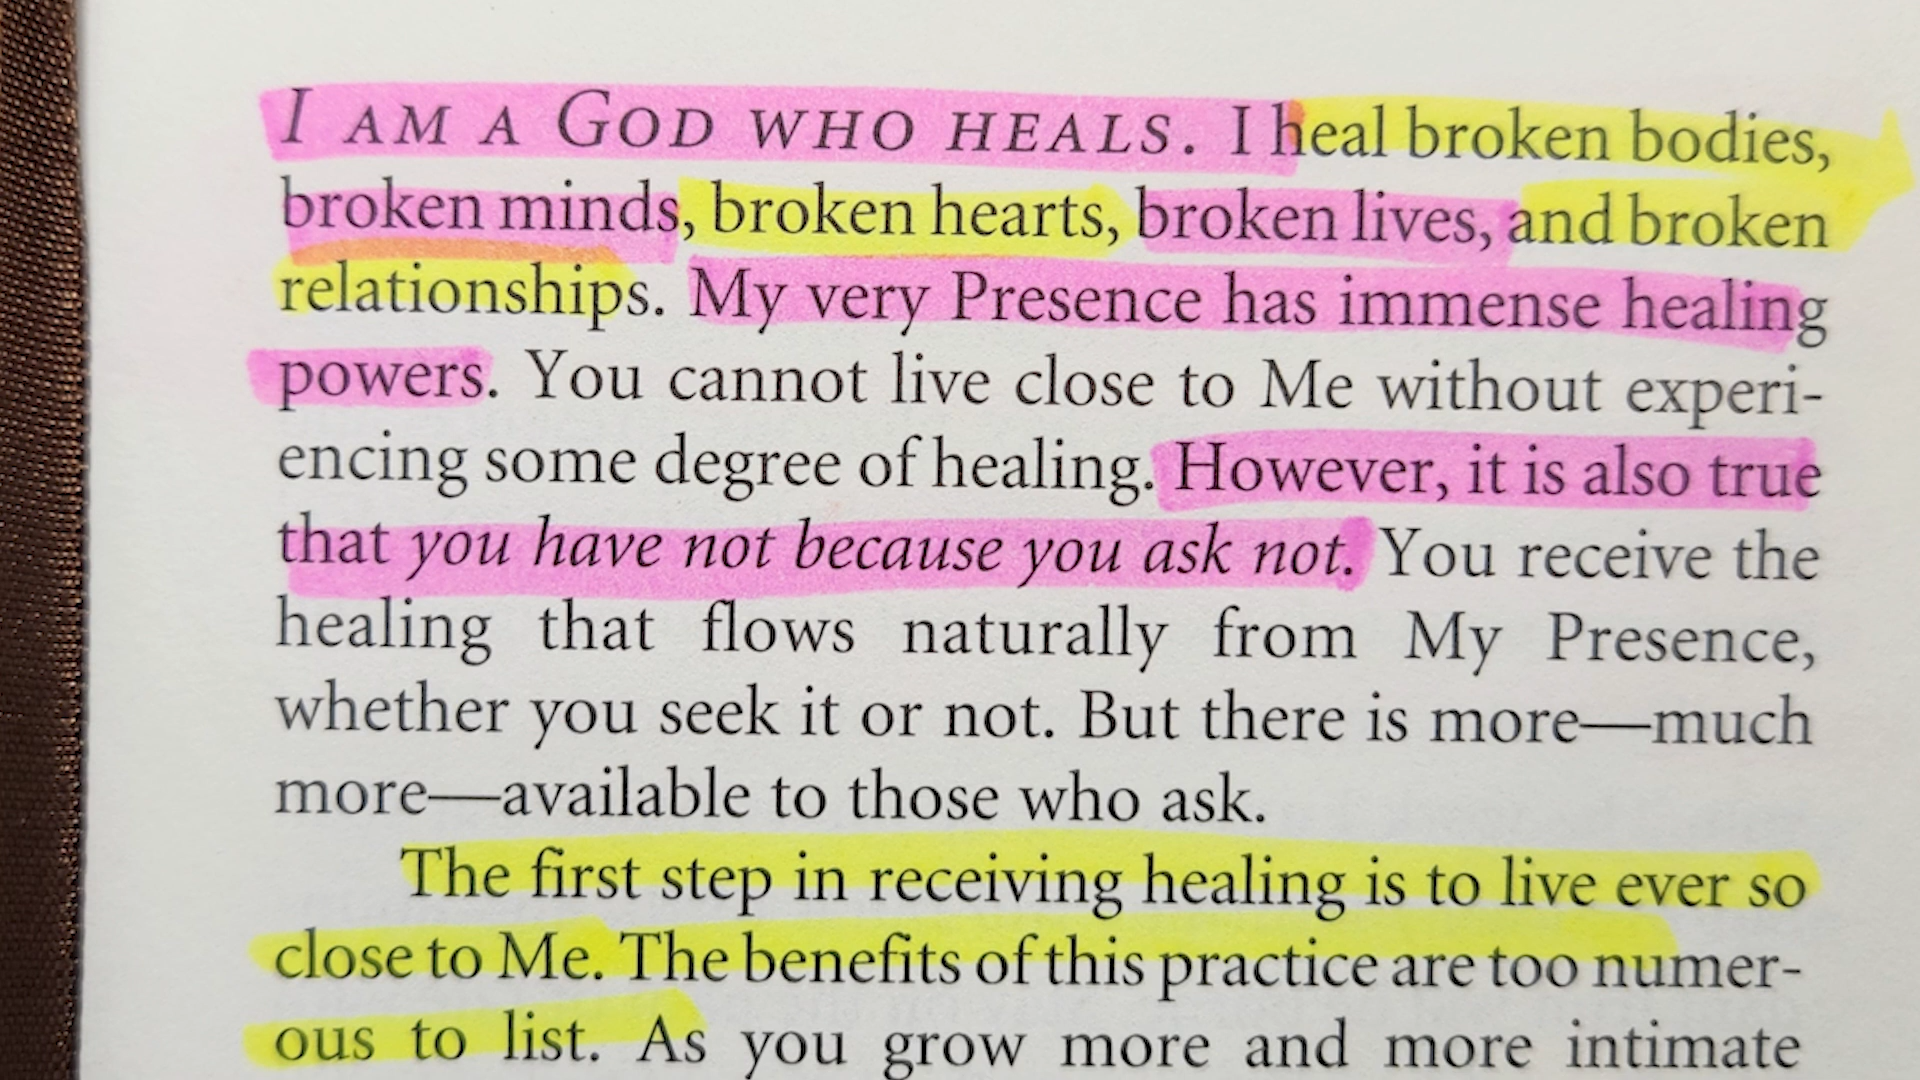 I AM A GOD WHO HEALS. I heal broken bodies,
broken minds, broken hearts, broken lives, and broken
relationships. My very Presence has immense healing
powers. You cannot live close to Me without experi-
encing some degree of healing. However, it is also true
that you have not because you ask not. You receive the
healing that flows naturally from My Presence,
whether you seek it or not. But there is more—much
more—available to those who ask.
The first step in receiving healing is to live ever so
close to Me. The benefits of this practice are too numer-
ous to list. As you grow more and more intimate